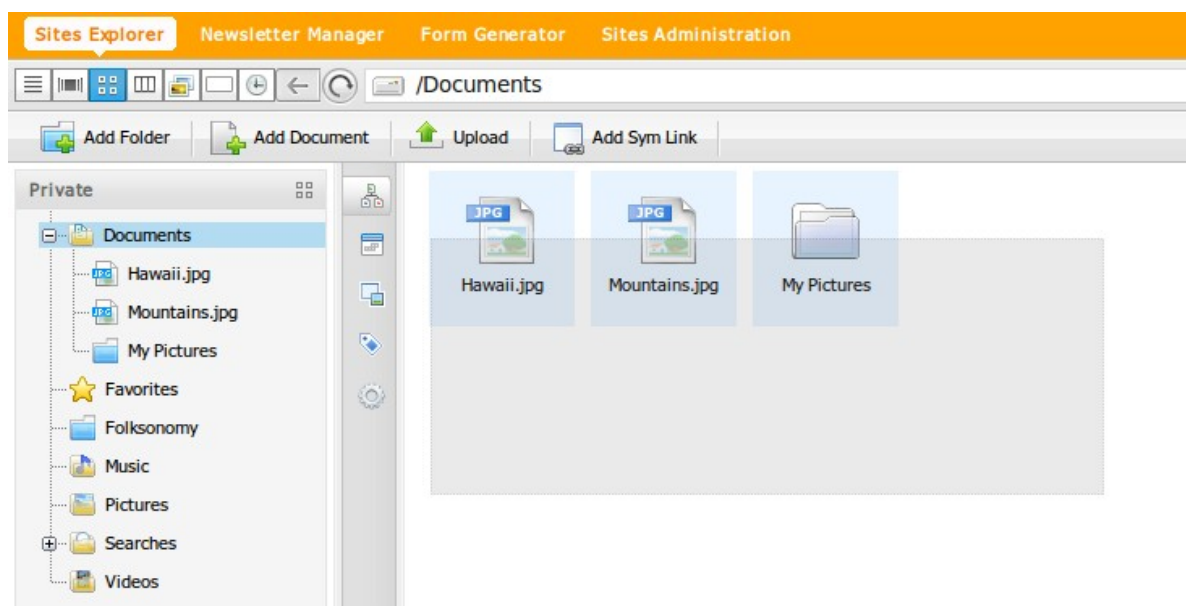 Sites Explorer Newsletter Manager Form Generator Sites Administration
/Documents
Add Folder Add Document Upload Add Sym Link
Private
Documents
Hawaii.jpg
Mountains.jpg
My Pictures
Favorites
Folksonomy
Music
Pictures
Searches
Videos
JPG JPG
Hawaii.jpg Mountains.jpg My Pictures